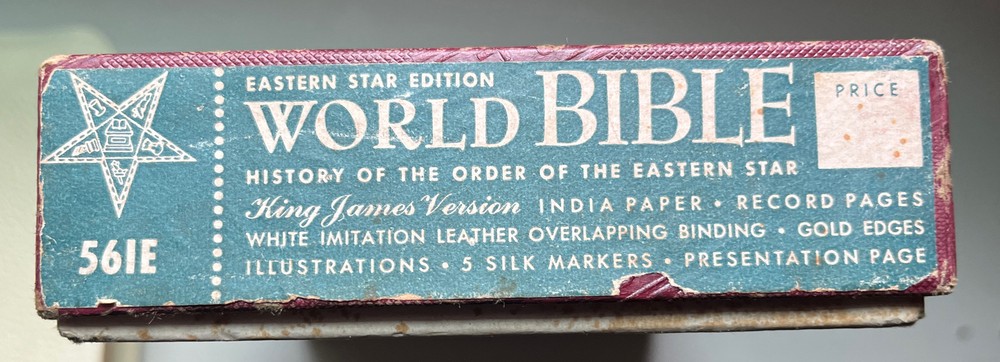 EASTERN STAR EDITION
WORLD BIBLE
PRICE
HISTORY OF THE ORDER OF THE EASTERN STAR
King James Version INDIA PAPER • RECORD PAGES
WHITE IMITATION LEATHER OVERLAPPING BINDING • GOLD EDGES
ILLUSTRATIONS • 5 SILK MARKERS • PRESENTATION PAGE
561E